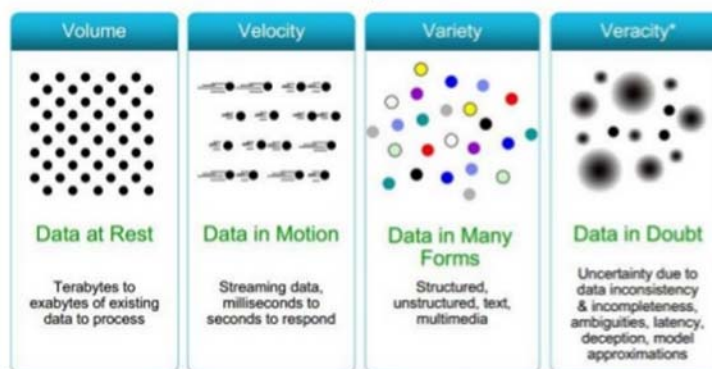 Volume
Data at Rest
Terabytes to
exabytes of existing
data to process
Velocity
Data in Motion
Streaming data,
milliseconds to
seconds to respond
Variety
Data in Many
Forms
Structured,
unstructured, text,
multimedia
Veracity*
Data in Doubt
Uncertainty due to
data inconsistency
& incompleteness,
ambiguities, latency,
deception, model
approximations